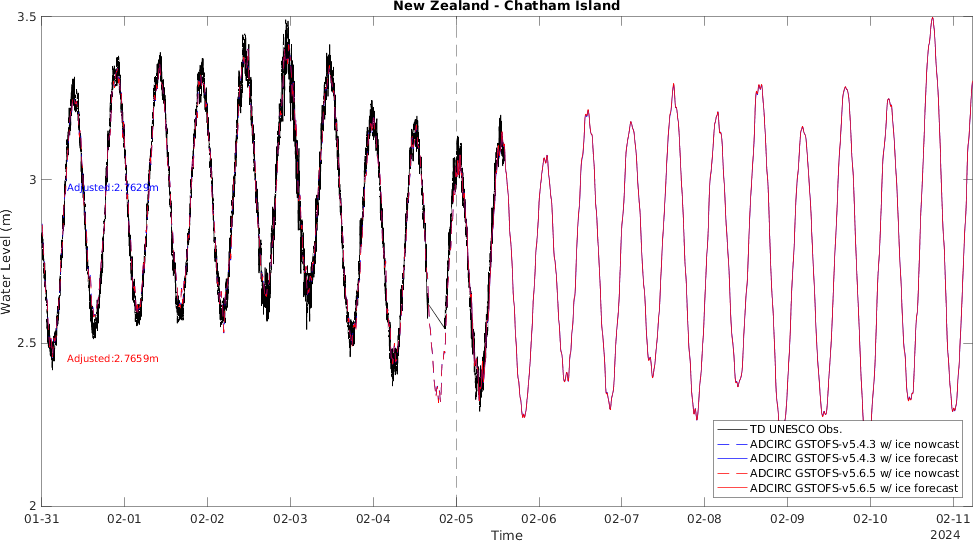 New Zealand - Chatham Island
3.5
3
2.5
2
Water Level (m)
Adjusted:2.7629m
Adjusted:2.7659m
TD UNESCO Obs.
ADCIRC GSTOFS-v5.4.3 w/ ice nowcast
ADCIRC GSTOFS-v5.4.3 w/ ice forecast
ADCIRC GSTOFS-v5.6.5 w/ ice nowcast
ADCIRC GSTOFS-v5.6.5 w/ ice forecast
01-31 02-01 02-02 02-03 02-04 02-05 02-06 02-07 02-08 02-09 02-10 02-11
Time 2024